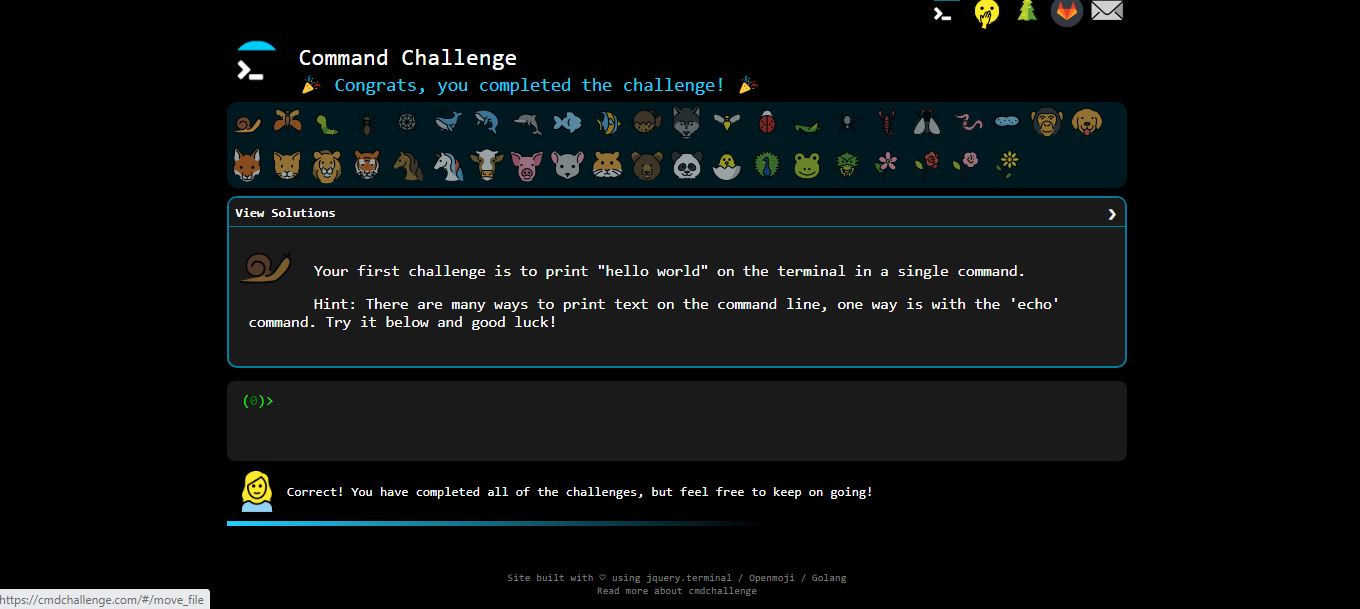 Command Challenge
🎉 Congrats, you completed the challenge! 🎉
View Solutions
Your first challenge is to print "hello world" on the terminal in a single command.
Hint: There are many ways to print text on the command line, one way is with the 'echo'
command. Try it below and good luck!
(0)>
Correct! You have completed all of the challenges, but feel free to keep on going!
Site built with ♡ using jquery.terminal / Openmoji / Golang
Read more about cmdchallenge
https://cmdchallenge.com/#/move_file